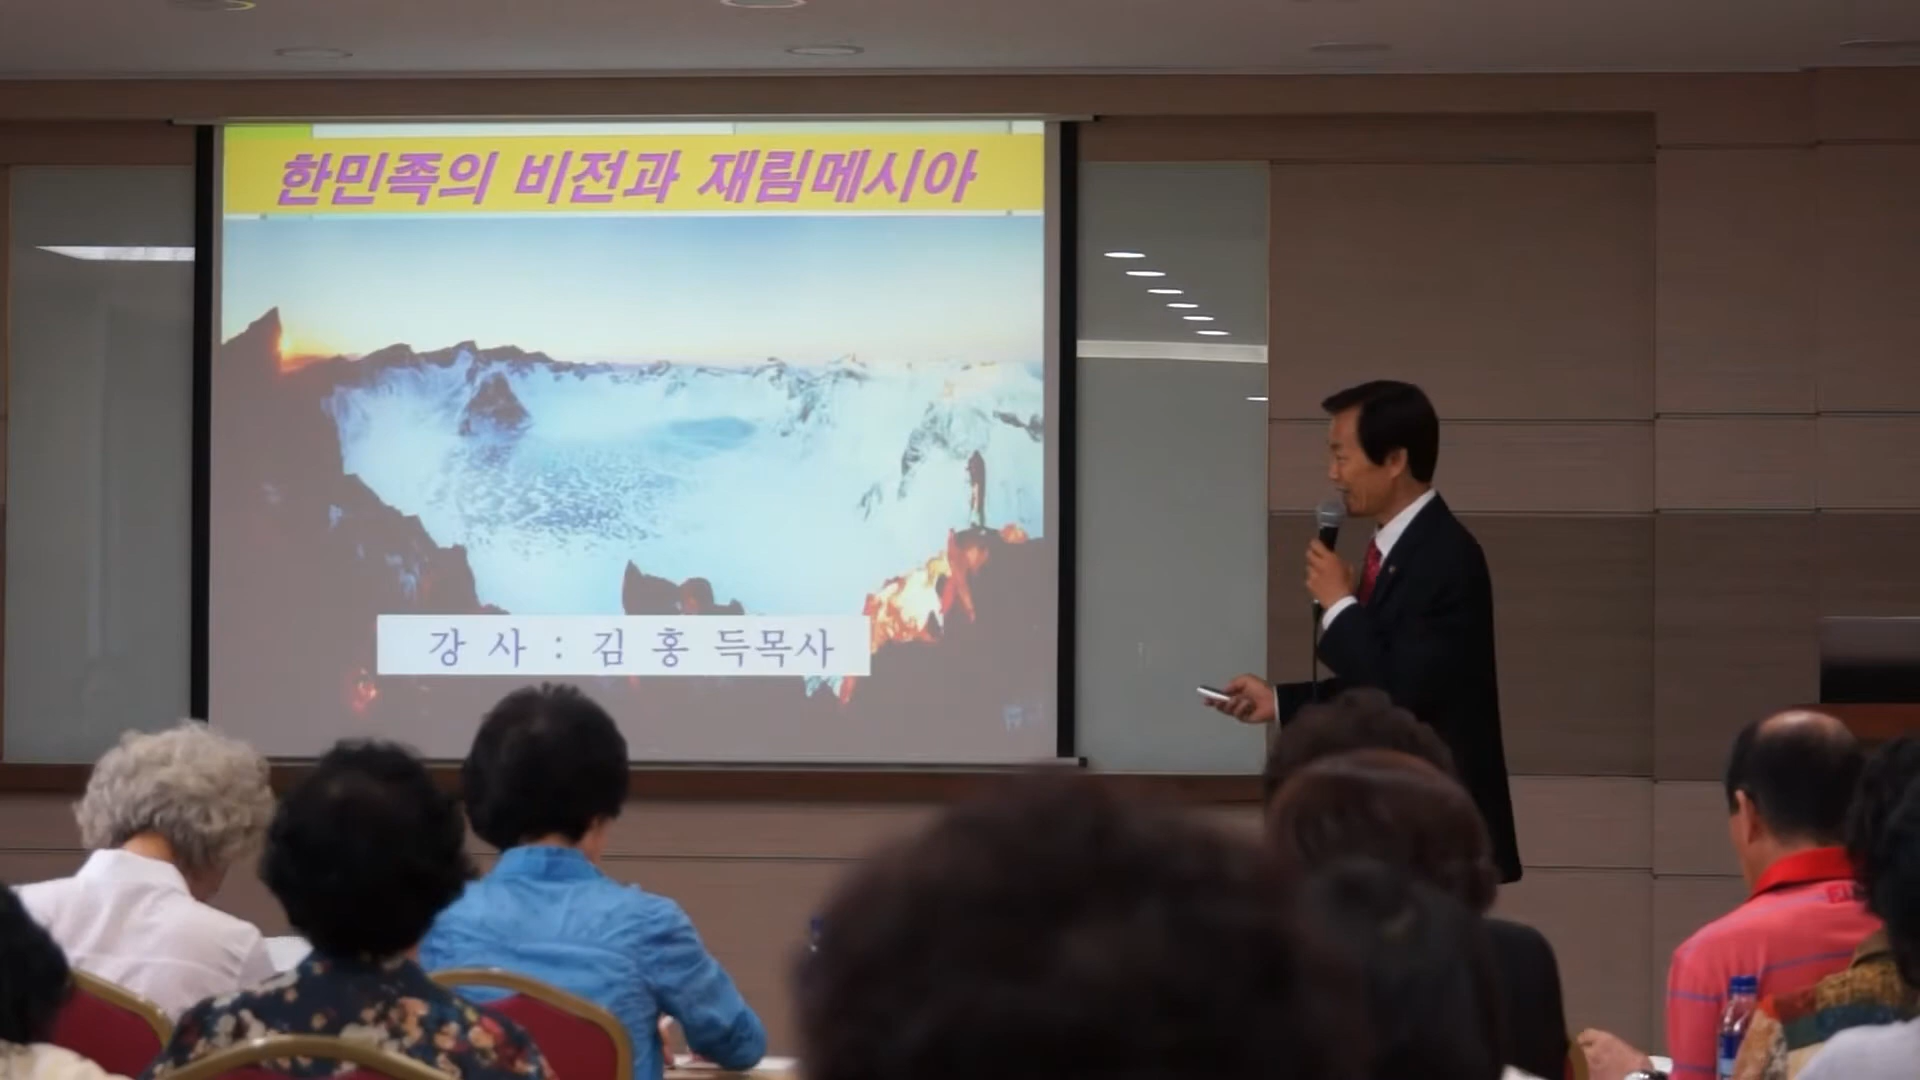 한민족의 비전과 재림메시아
강 사 : 김 홍 득목사